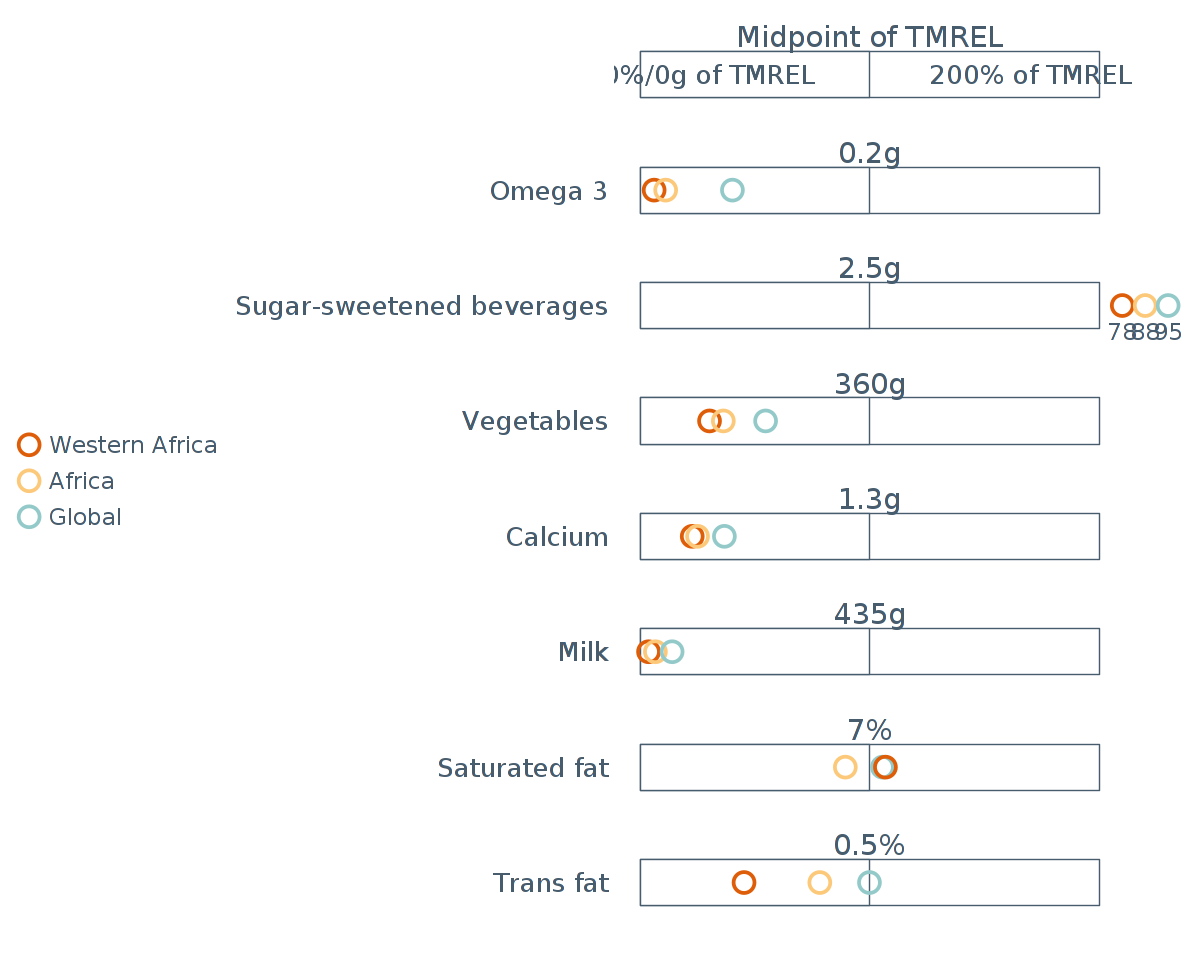 Midpoint of TMREL
0%/0g of TMREL
200% of TMREL
0.2g
Omega 3
2.5g
Sugar-sweetened beverages
78 88 95
360g
Vegetables
Western Africa
Africa
Global
1.3g
Calcium
435g
Milk
7%
Saturated fat
0.5%
Trans fat